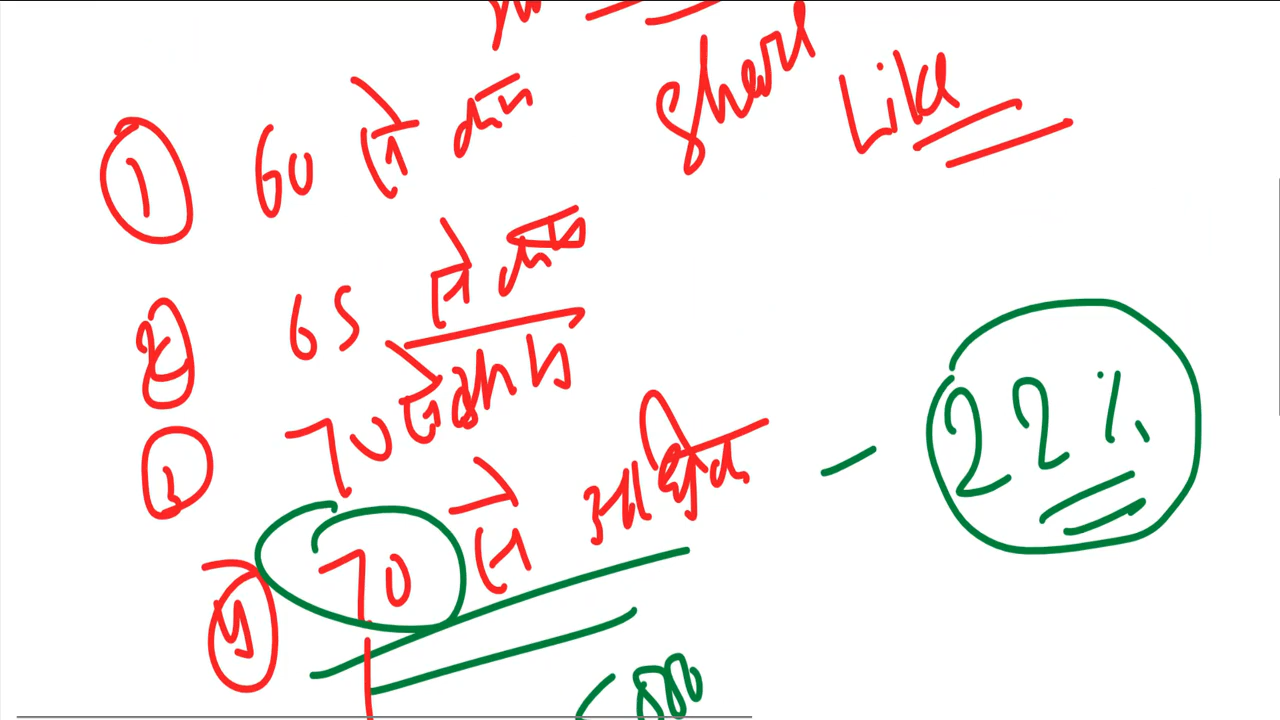 Share Like
1 60 से कम
2 65 से कम
3 70 से कम
4 70 से अधिक - 22%